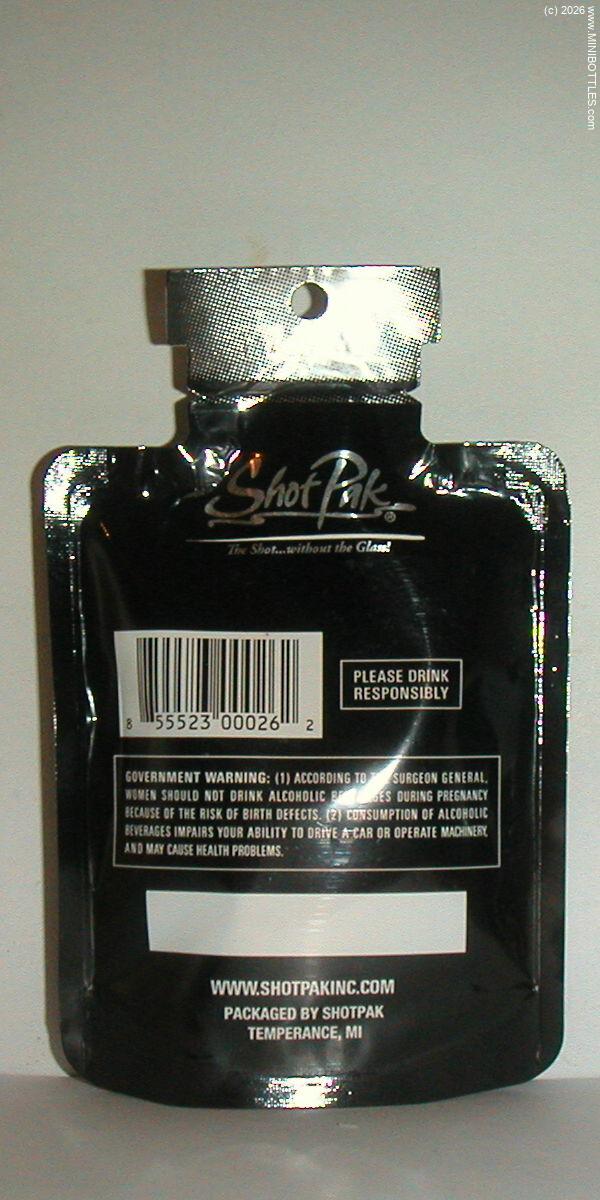 (c) 2026 www.MINIBOTTLES.com
Shot Pak®
The Shot...without the Glass!
8 55523 00026 2
PLEASE DRINK
RESPONSIBLY
GOVERNMENT WARNING: (1) ACCORDING TO THE SURGEON GENERAL,
WOMEN SHOULD NOT DRINK ALCOHOLIC BEVERAGES DURING PREGNANCY
BECAUSE OF THE RISK OF BIRTH DEFECTS. (2) CONSUMPTION OF ALCOHOLIC
BEVERAGES IMPAIRS YOUR ABILITY TO DRIVE A CAR OR OPERATE MACHINERY,
AND MAY CAUSE HEALTH PROBLEMS.
WWW.SHOTPAKINC.COM
PACKAGED BY SHOTPAK
TEMPERANCE, MI